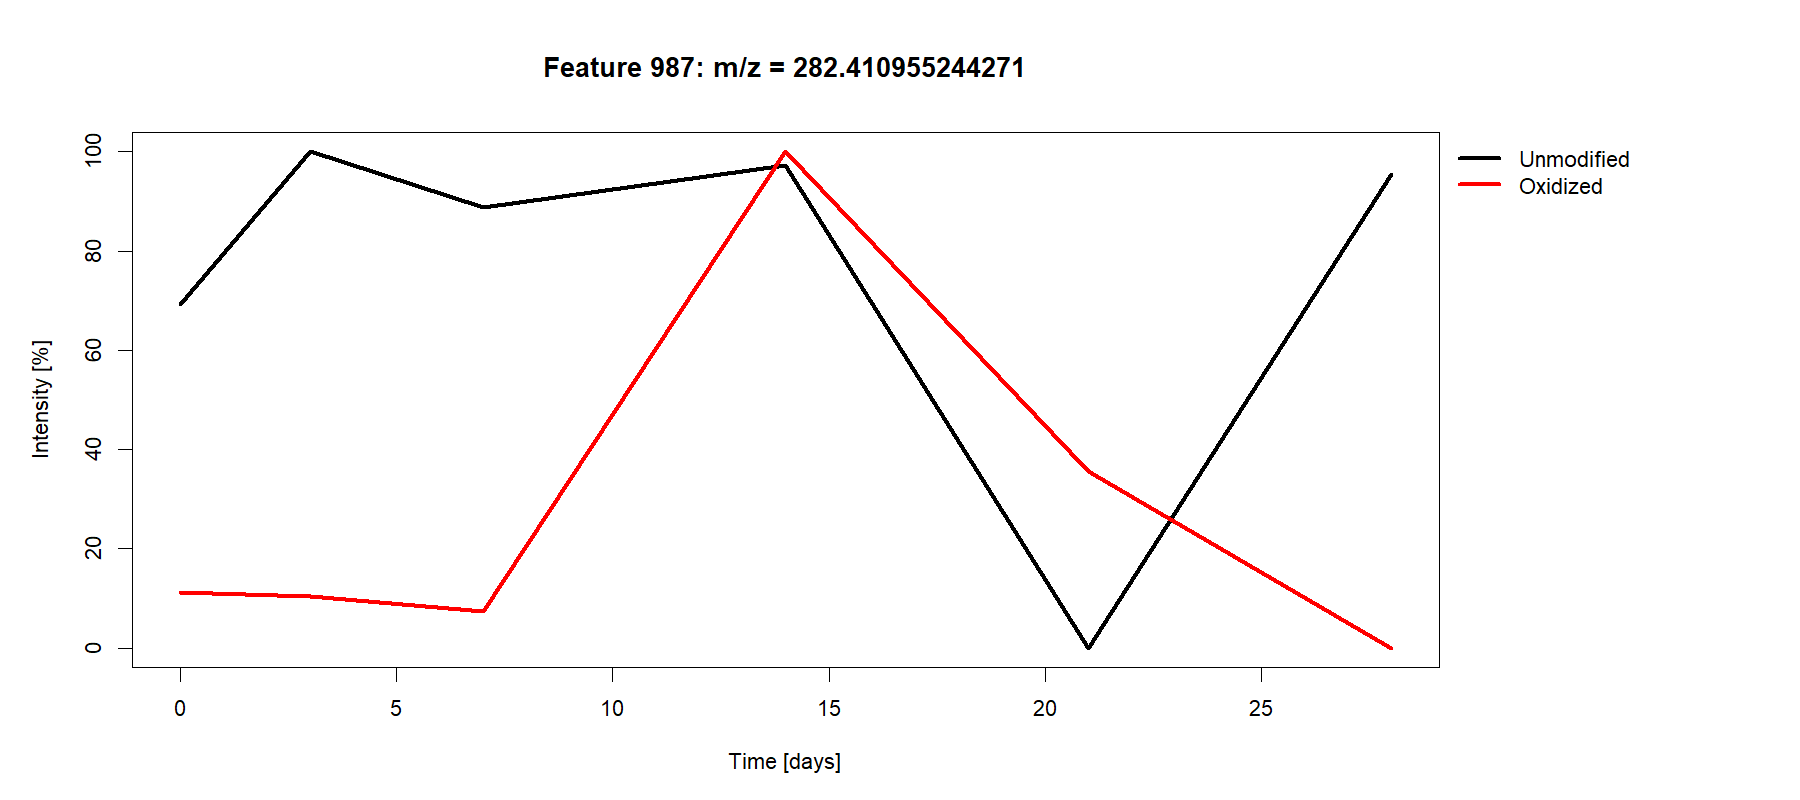 Feature 987: m/z = 282.410955244271
Unmodified
Oxidized
Intensity [%]
100
80
60
40
20
0
0 5 10 15 20 25
Time [days]